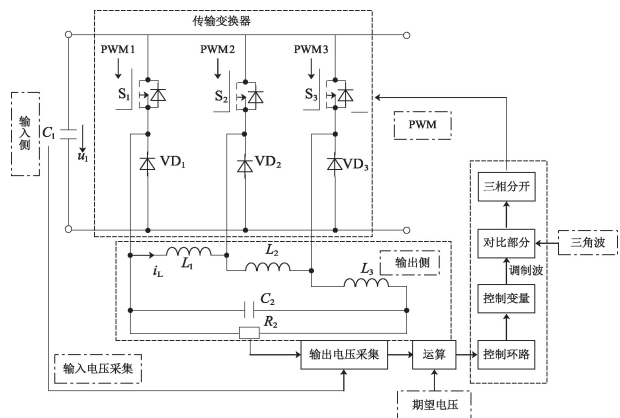 传输变换器
PWM1 PWM2 PWM3
S1 S2 S3
输入侧
C1
u1
VD1 VD2 VD3
PWM
三相分开
对比部分
三角波
调制波
控制变量
控制环路
iL
L1
L2
L3
输出侧
C2
R2
输入电压采集
输出电压采集
运算
期望电压